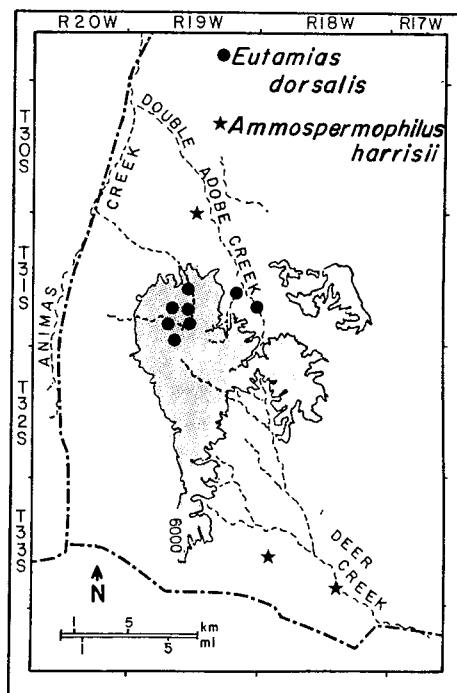 R20W R19W R18W R17W
Eutamias
dorsalis
Ammospermophilus
harrisii
T30S
T31S
T32S
T33S
DOUBLE ADOBE CREEK
ANIMAS CREEK
DEER
CREEK
6000
N
1 5 km
1 5 mi